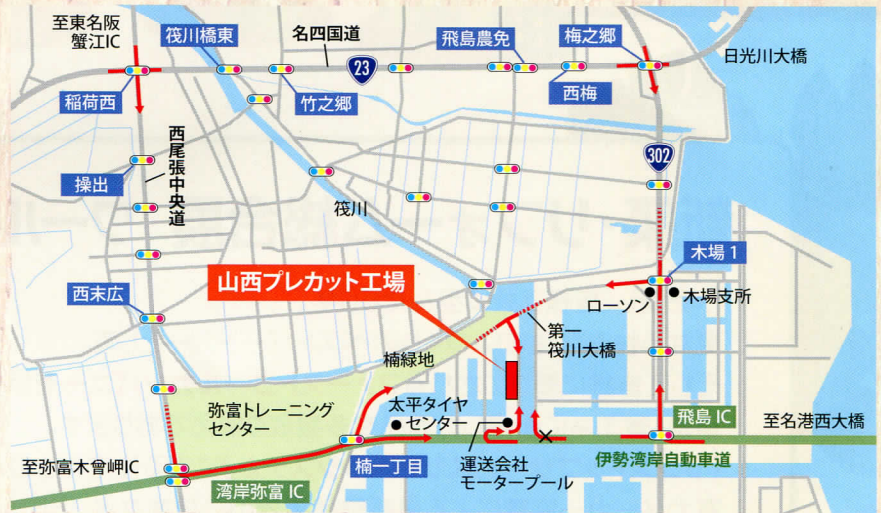 至東名阪
蟹江IC
筏川橋東
名四国道
飛島農免
梅之郷
日光川大橋
23
稲荷西
竹之郷
西梅
西尾張中央道
302
操出
筏川
木場1
山西プレカット工場
西末広
ローソン
木場支所
第一
筏川大橋
楠緑地
弥富トレーニング
センター
太平タイヤ
センター
飛島IC
至名港西大橋
至弥富木曾岬IC
楠一丁目
運送会社
モータープール
伊勢湾岸自動車道
湾岸弥富IC